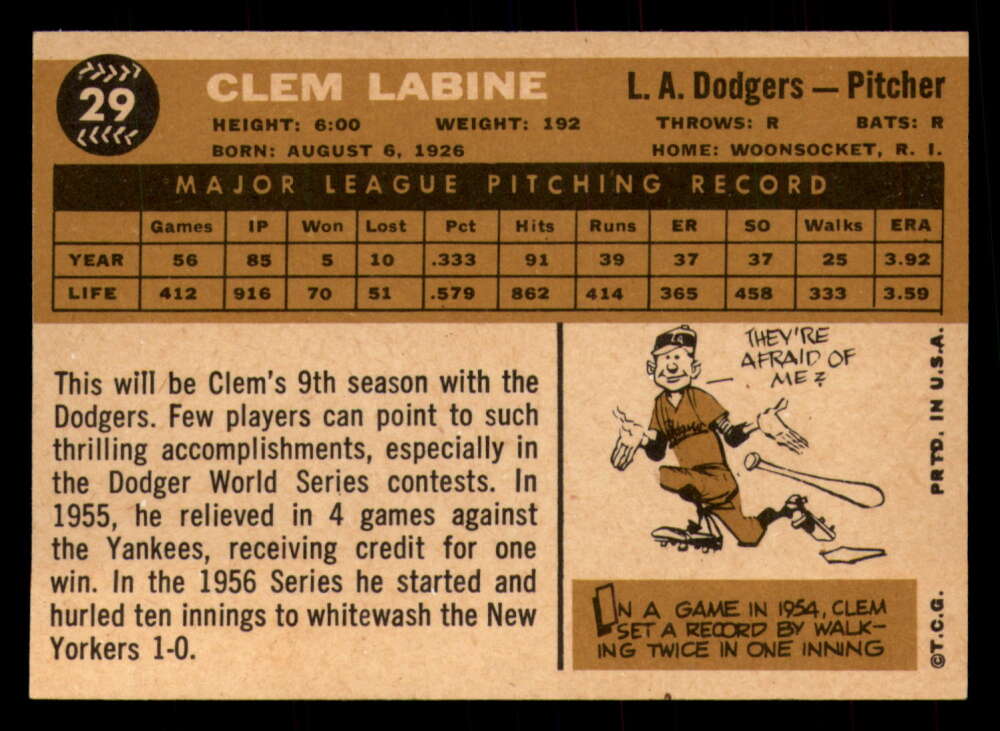 29
CLEM LABINE
L. A. Dodgers — Pitcher
HEIGHT: 6:00 WEIGHT: 192 THROWS: R BATS: R
BORN: AUGUST 6, 1926 HOME: WOONSOCKET, R. I.
MAJOR LEAGUE PITCHING RECORD
Games IP Won Lost Pct Hits Runs ER SO Walks ERA
YEAR 56 85 5 10 .333 91 39 37 37 25 3.92
LIFE 412 916 70 51 .579 862 414 365 458 333 3.59
This will be Clem's 9th season with the
Dodgers. Few players can point to such
thrilling accomplishments, especially in
the Dodger World Series contests. In
1955, he relieved in 4 games against
the Yankees, receiving credit for one
win. In the 1956 Series he started and
hurled ten innings to whitewash the New
Yorkers 1-0.
THEY'RE
AFRAID OF
ME?
LA
IN A GAME IN 1954, CLEM
SET A RECORD BY WALK-
ING TWICE IN ONE INNING
PRTD. IN U.S.A.
©T.C.G.